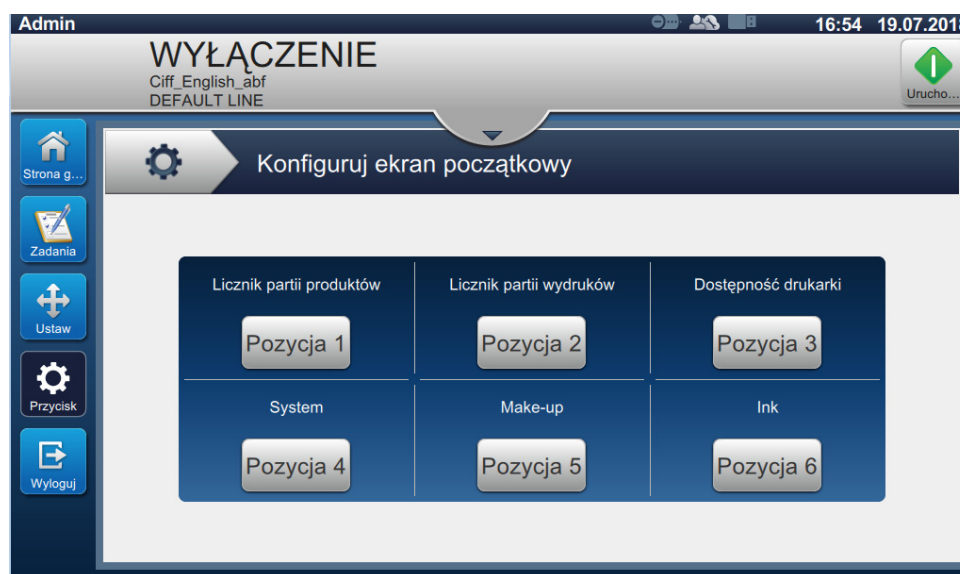 Admin
16:54 19.07.2018
WYŁĄCZENIE
Ciff_English_abf
DEFAULT LINE
Urucho...
Strona g...
Konfiguruj ekran początkowy
Zadania
Ustaw
Przycisk
Wyloguj
Licznik partii produktów
Licznik partii wydruków
Dostępność drukarki
Pozycja 1
Pozycja 2
Pozycja 3
System
Make-up
Ink
Pozycja 4
Pozycja 5
Pozycja 6